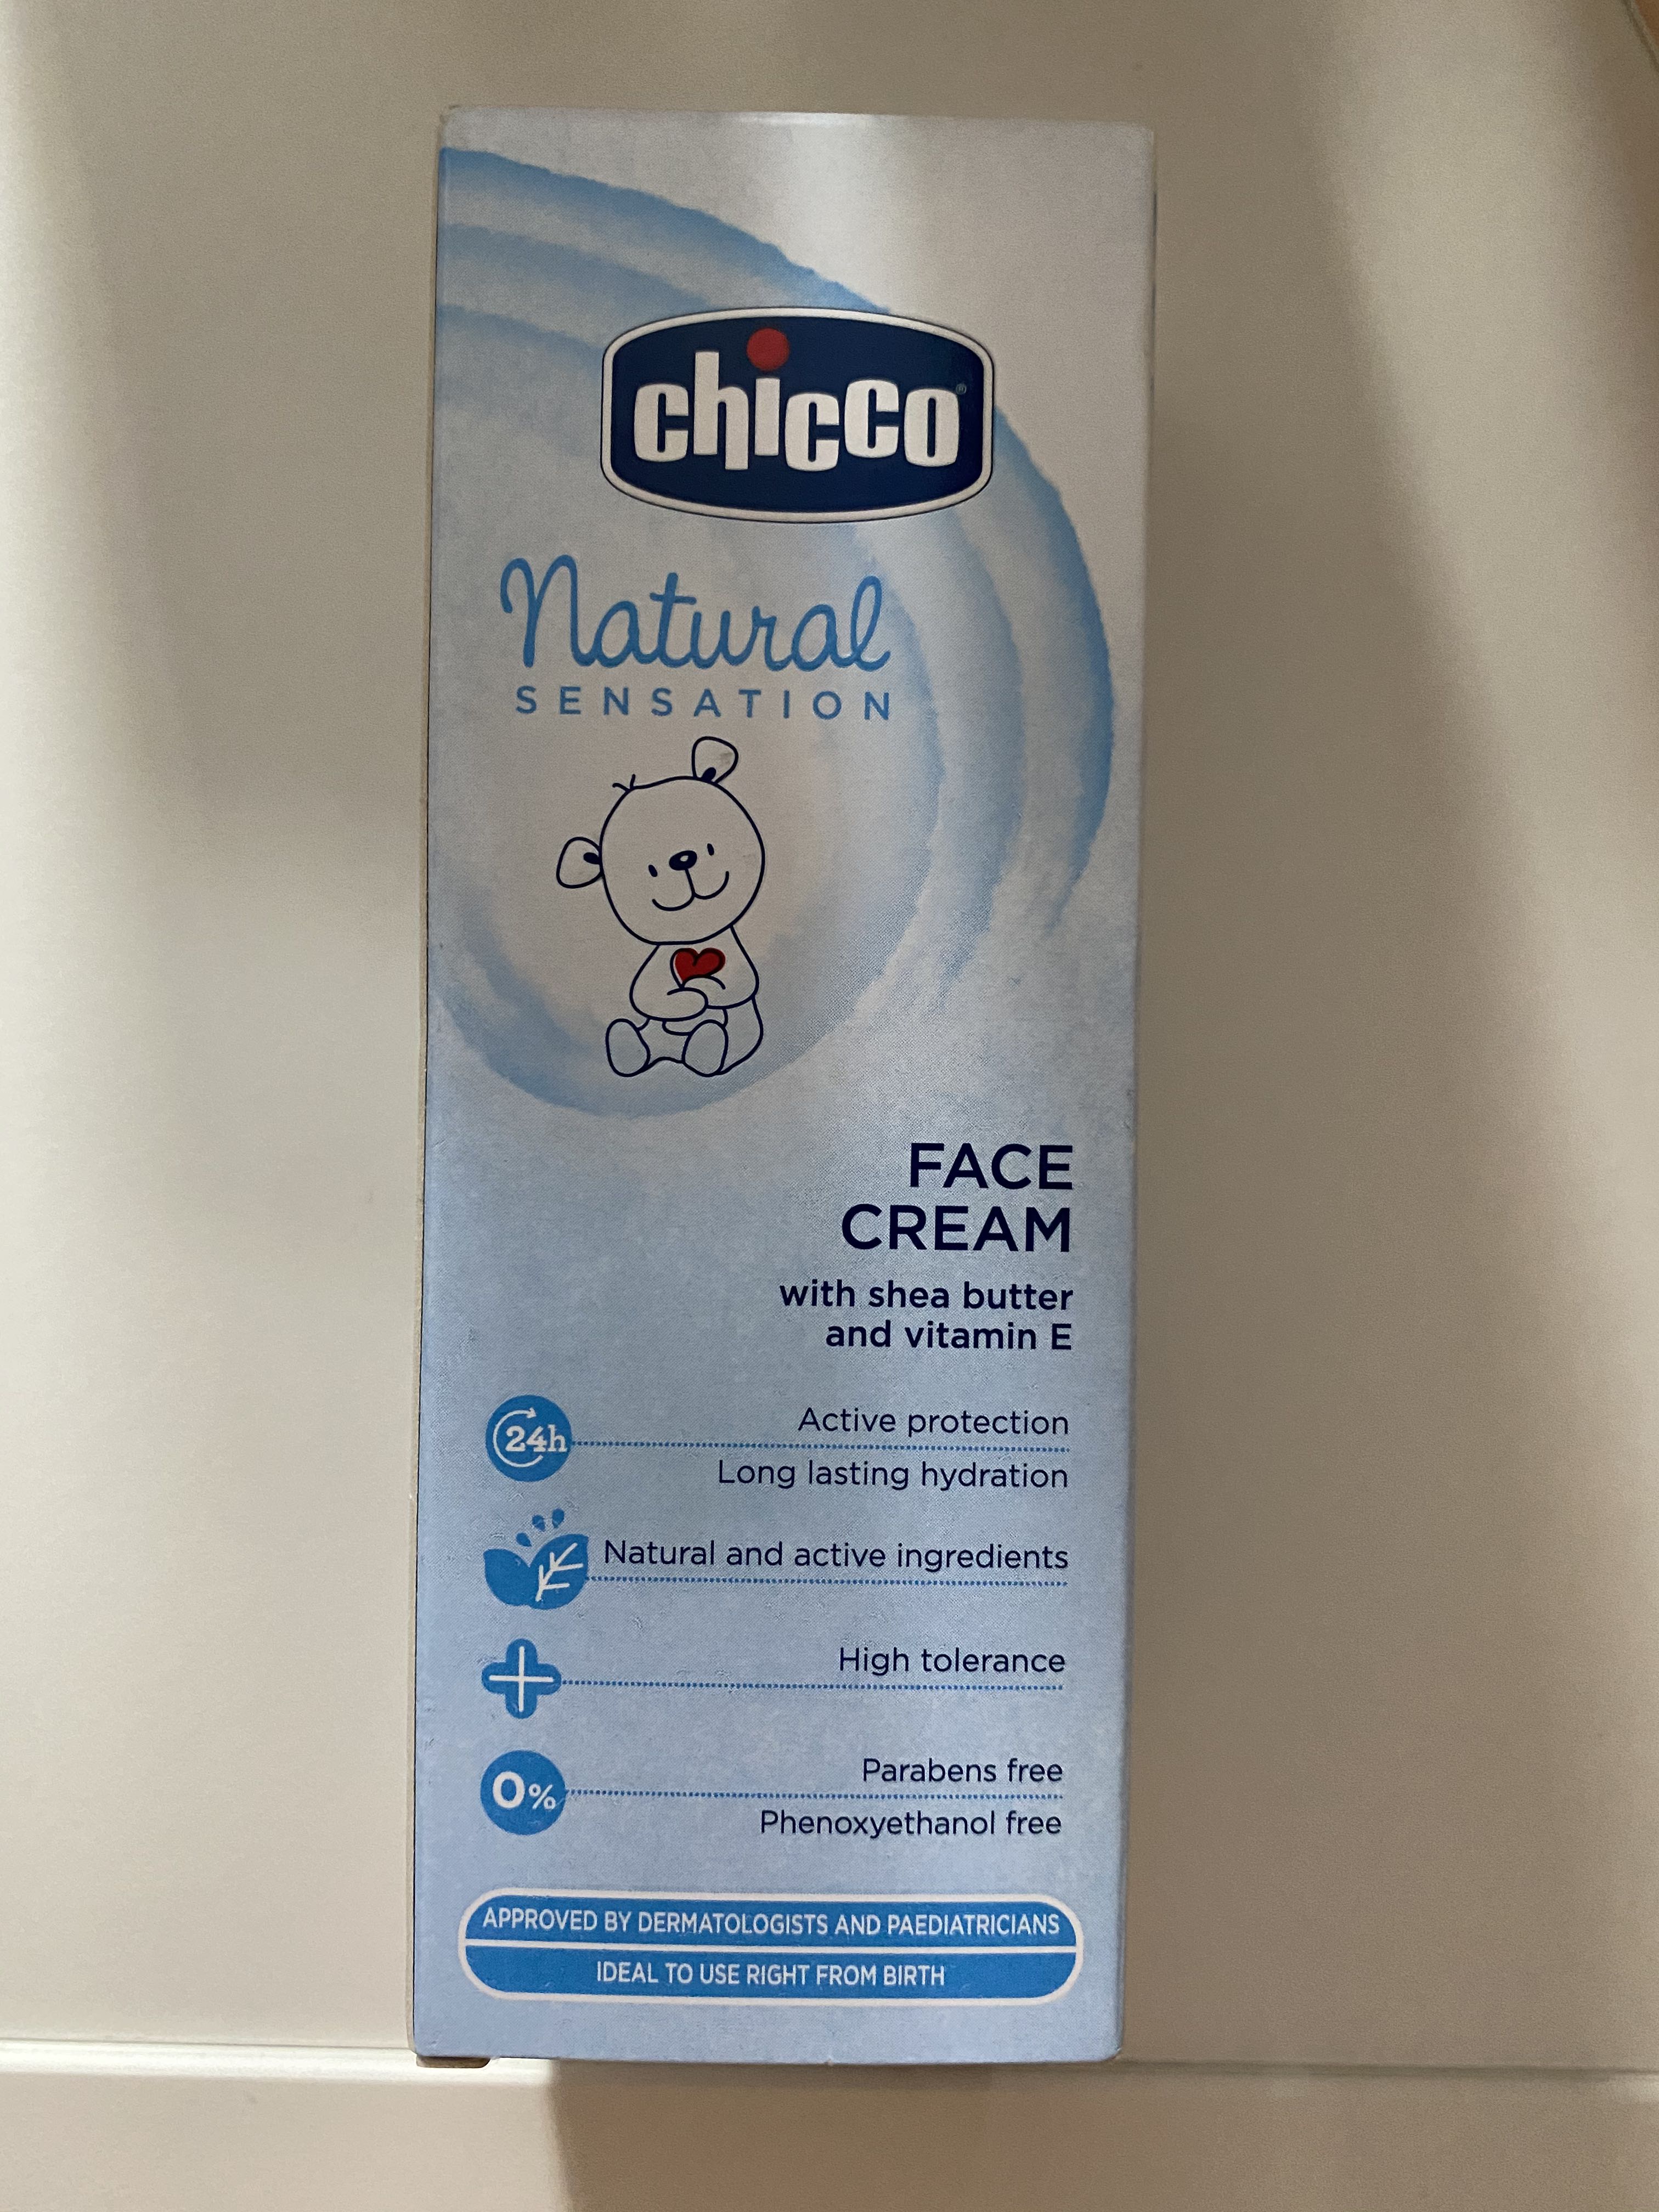 chicco®
Natural
SENSATION
FACE
CREAM
with shea butter
and vitamin E
24h
Active protection
Long lasting hydration
Natural and active ingredients
High tolerance
0%
Parabens free
Phenoxyethanol free
APPROVED BY DERMATOLOGISTS AND PAEDIATRICIANS
IDEAL TO USE RIGHT FROM BIRTH